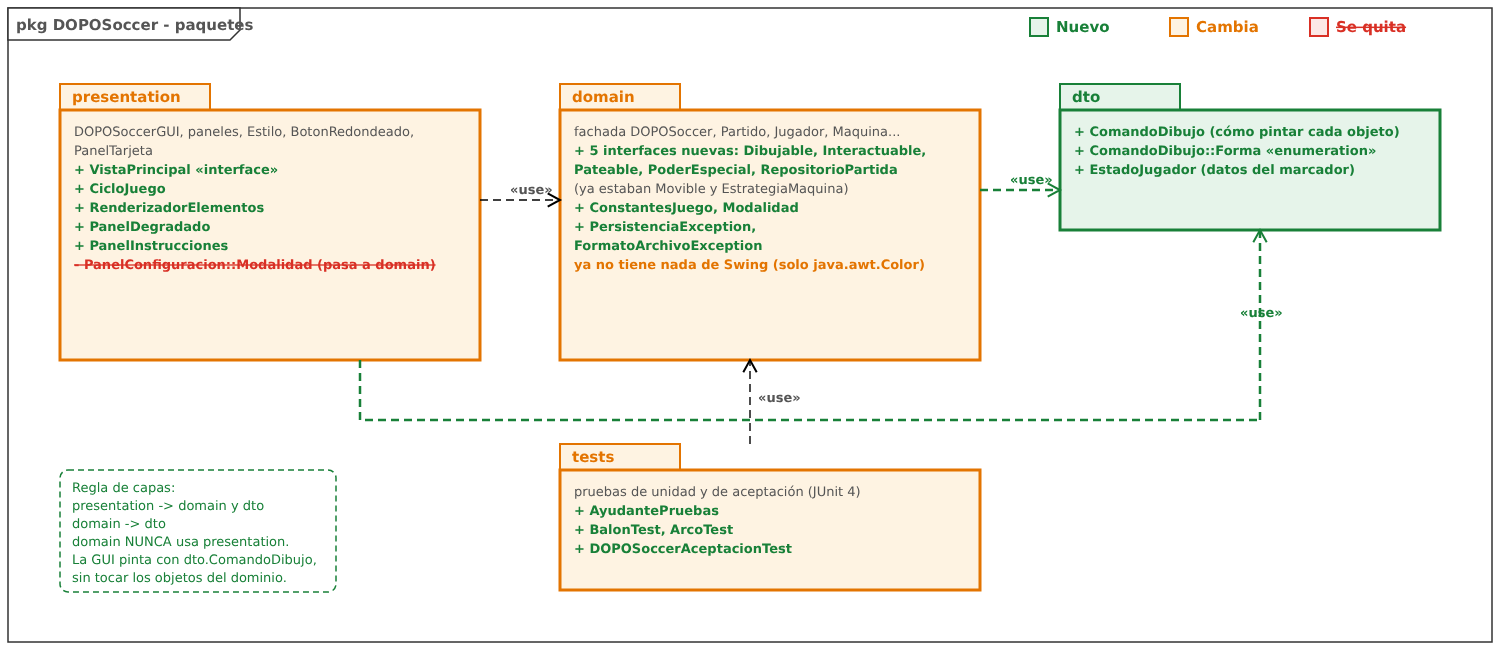 pkg DOPOSoccer - paquetes
Nuevo
Cambia
Se quita
presentation
DOPOSoccerGUI, paneles, Estilo, BotonRedondeado,
PanelTarjeta
+ VistaPrincipal «interface»
+ CicloJuego
+ RenderizadorElementos
+ PanelDegradado
+ PanelInstrucciones
- PanelConfiguracion::Modalidad (pasa a domain)
«use»
domain
fachada DOPOSoccer, Partido, Jugador, Maquina...
+ 5 interfaces nuevas: Dibujable, Interactuable,
Pateable, PoderEspecial, RepositorioPartida
(ya estaban Movible y EstrategiaMaquina)
+ ConstantesJuego, Modalidad
+ PersistenciaException,
FormatoArchivoException
ya no tiene nada de Swing (solo java.awt.Color)
«use»
dto
+ ComandoDibujo (cómo pintar cada objeto)
+ ComandoDibujo::Forma «enumeration»
+ EstadoJugador (datos del marcador)
«use»
«use»
tests
pruebas de unidad y de aceptación (JUnit 4)
+ AyudantePruebas
+ BalonTest, ArcoTest
+ DOPOSoccerAceptacionTest
Regla de capas:
presentation -> domain y dto
domain -> dto
domain NUNCA usa presentation.
La GUI pinta con dto.ComandoDibujo,
sin tocar los objetos del dominio.